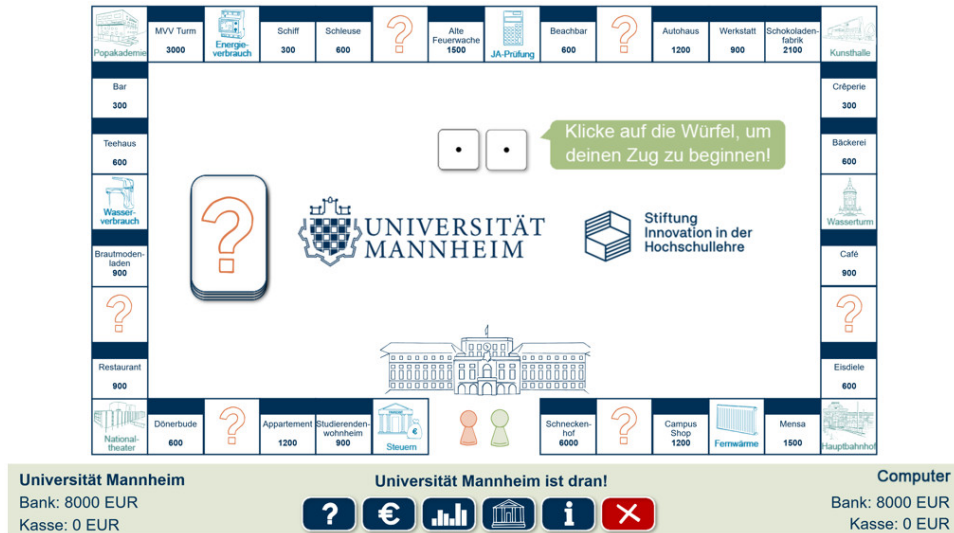 MVV Turm
3000
Energie-
verbrauch
Schiff
300
Schleuse
600
?
Alte
Feuerwache
1500
JA-Prüfung
Beachbar
600
?
Autohaus
1200
Werkstatt
900
Schokoladen-
fabrik
2100
Popakademie
Kunsthalle
Bar
300
Teehaus
600
Wasser-
verbrauch
Brautmoden-
laden
900
?
Restaurant
900
Crêperie
300
Bäckerei
600
Wasserturm
Café
900
?
Eisdiele
600
Klicke auf die Würfel, um
deinen Zug zu beginnen!
?
UNIVERSITÄT
MANNHEIM
Stiftung
Innovation in der
Hochschullehre
National-
theater
Dönerbude
600
?
Appartement
1200
Studierenden-
wohnheim
900
€
Steuern
Schnecken-
hof
6000
?
Campus
Shop
1200
Fernwärme
Mensa
1500
Hauptbahnhof
Universität Mannheim
Bank: 8000 EUR
Kasse: 0 EUR
Universität Mannheim ist dran!
? € i
Computer
Bank: 8000 EUR
Kasse: 0 EUR